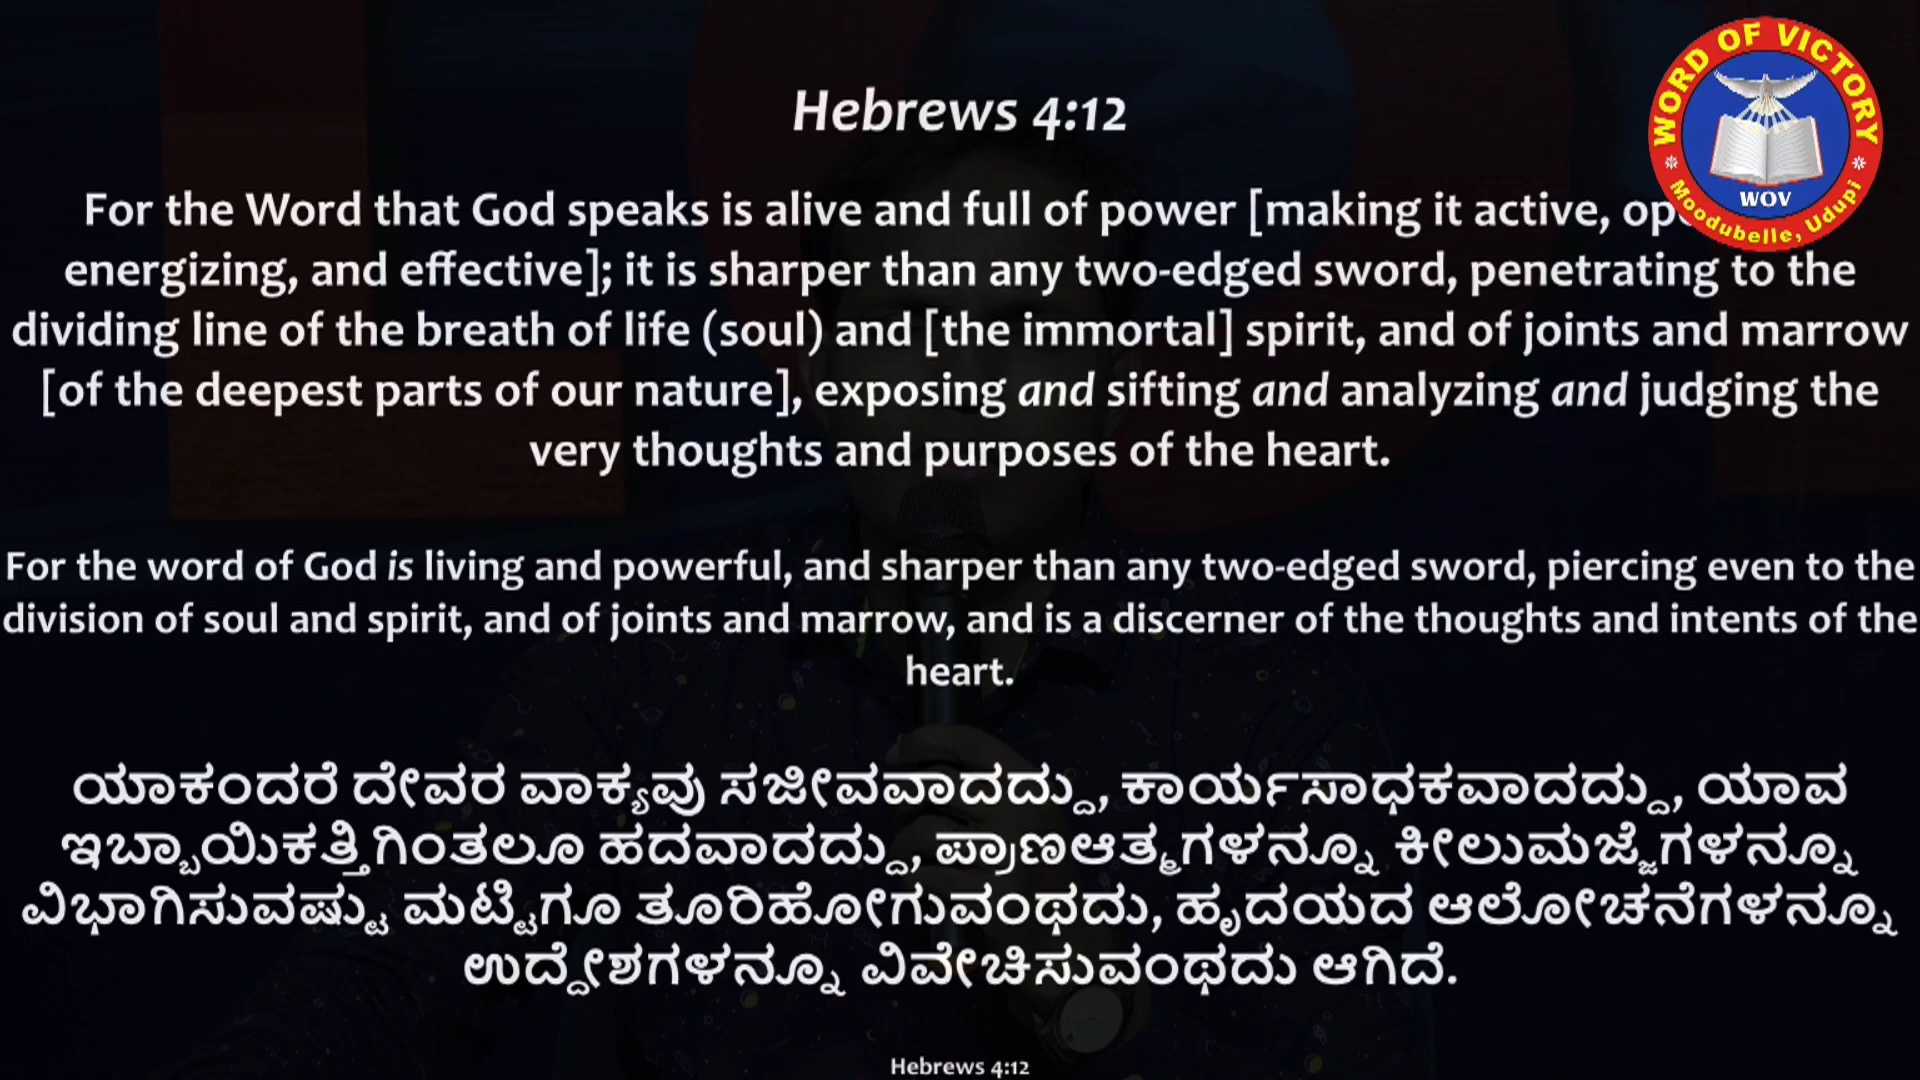 Hebrews 4:12
WORD OF VICTORY
WOV
Moodubelle, Udupi
For the Word that God speaks is alive and full of power [making it active,
energizing, and effective]; it is sharper than any two-edged sword, penetrating to the
dividing line of the breath of life (soul) and [the immortal] spirit, and of joints and marrow
[of the deepest parts of our nature], exposing and sifting and analyzing and judging the
very thoughts and purposes of the heart.
For the word of God is living and powerful, and sharper than any two-edged sword, piercing even to the
division of soul and spirit, and of joints and marrow, and is a discerner of the thoughts and intents of the
heart.
ಯಾಕಂದರೆ ದೇವರ ವಾಕ್ಯವು ಸಜೀವವಾದದ್ದು, ಕಾರ್ಯಸಾಧಕವಾದದ್ದು, ಯಾವ
ಇಬ್ಬಾಯಿಕತ್ತಿಗಿಂತಲೂ ಹದವಾದದ್ದು, ಪ್ರಾಣಆತ್ಮಗಳನ್ನೂ ಕೀಲುಮಜ್ಜೆಗಳನ್ನೂ
ವಿಭಾಗಿಸುವಷ್ಟು ಮಟ್ಟಿಗೂ ತೂರಿಹೋಗುವಂಥದು, ಹೃದಯದ ಆಲೋಚನೆಗಳನ್ನೂ
ಉದ್ದೇಶಗಳನ್ನೂ ವಿವೇಚಿಸುವಂಥದು ಆಗಿದೆ.
Hebrews 4:12